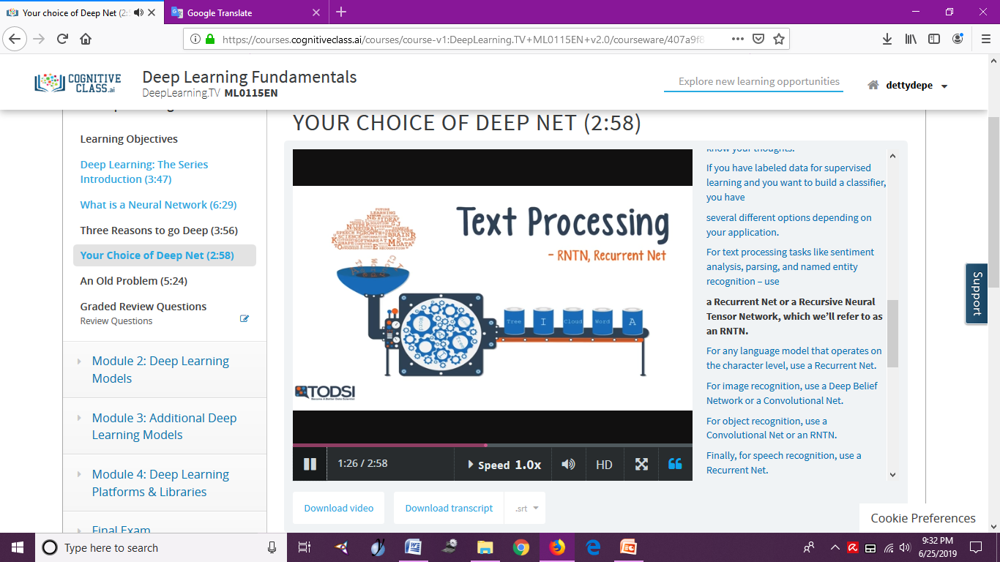 Your choice of Deep Net (2:5
Google Translate
https://courses.cognitiveclass.ai/courses/course-v1:DeepLearning.TV+ML0115EN+v2.0/courseware/407a9f8
COGNITIVE
CLASS.ai
Deep Learning Fundamentals
DeepLearning.TV ML0115EN
Explore new learning opportunities
dettydepe
Learning Objectives
Deep Learning: The Series
Introduction (3:47)
What is a Neural Network (6:29)
Three Reasons to go Deep (3:56)
Your Choice of Deep Net (2:58)
An Old Problem (5:24)
Graded Review Questions
Review Questions
Module 2: Deep Learning
Models
Module 3: Additional Deep
Learning Models
Module 4: Deep Learning
Platforms & Libraries
Final Exam
YOUR CHOICE OF DEEP NET (2:58)
Text Processing
– RNTN, Recurrent Net
Tree I Cloud Word A
TODSI
1:26 / 2:58
Speed 1.0x
HD
know your thoughts.
If you have labeled data for supervised
learning and you want to build a classifier,
you have
several different options depending on
your application.
For text processing tasks like sentiment
analysis, parsing, and named entity
recognition – use
a Recurrent Net or a Recursive Neural
Tensor Network, which we’ll refer to as
an RNTN.
For any language model that operates on
the character level, use a Recurrent Net.
For image recognition, use a Deep Belief
Network or a Convolutional Net.
For object recognition, use a
Convolutional Net or an RNTN.
Finally, for speech recognition, use a
Recurrent Net.
Download video
Download transcript
.srt
Support
Cookie Preferences
Type here to search
9:32 PM
6/25/2019